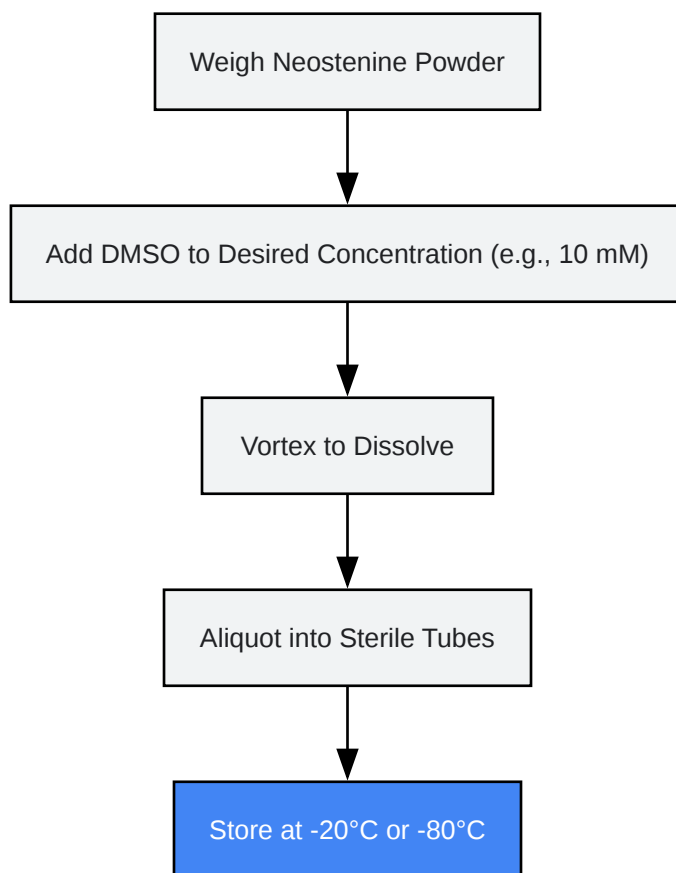 Weigh Neostenine Powder
Add DMSO to Desired Concentration (e.g., 10 mM)
Vortex to Dissolve
Aliquot into Sterile Tubes
Store at -20°C or -80°C